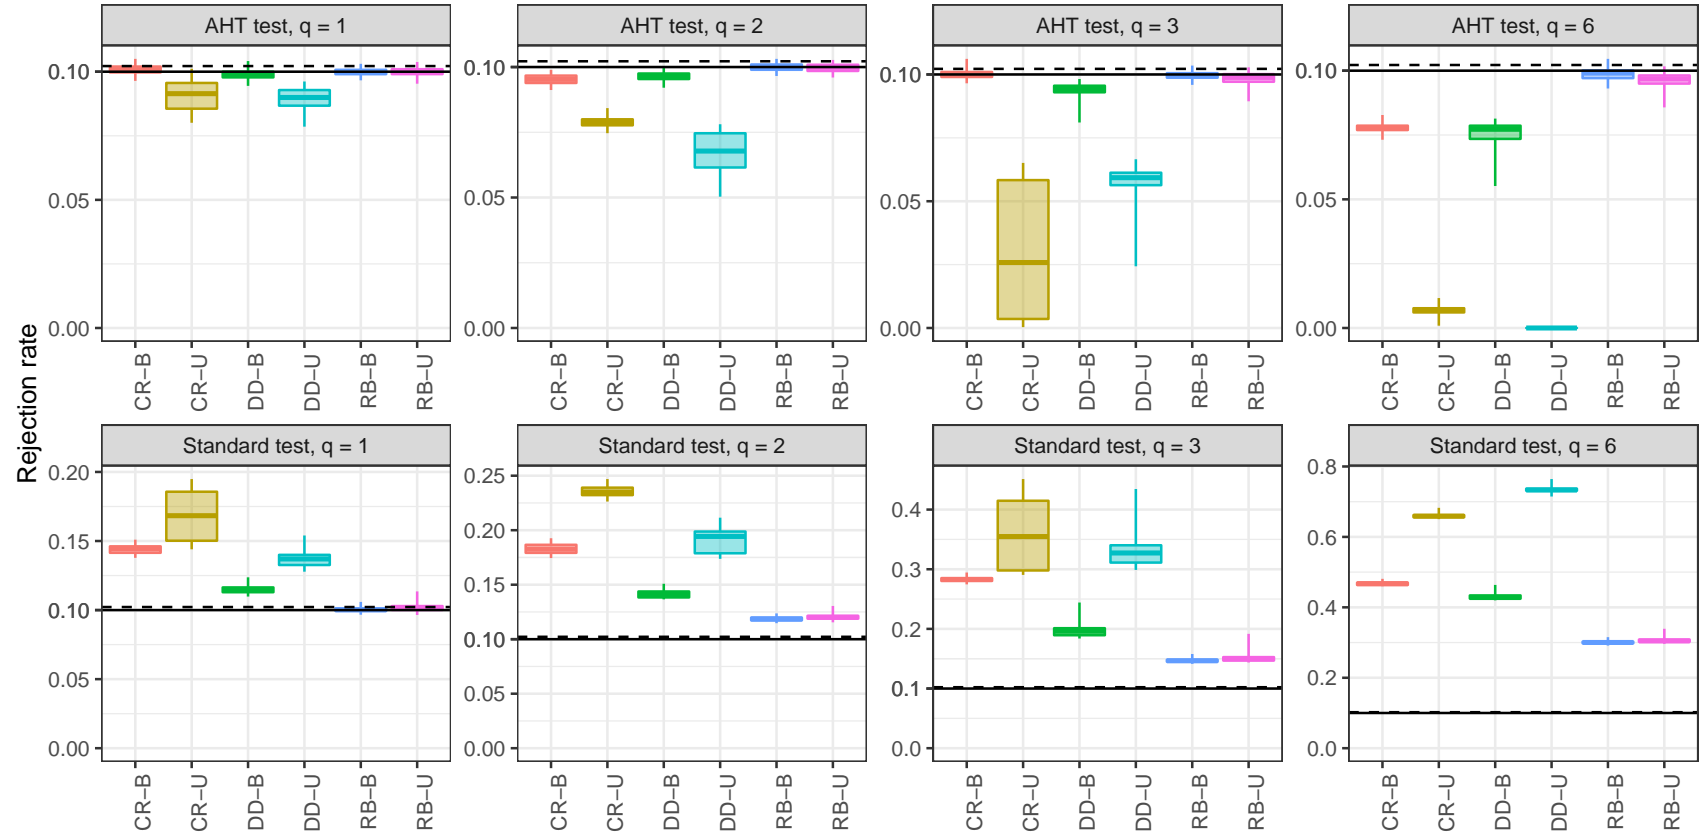 Rejection rate
AHT test, q = 1
0.10
0.05
0.00
CR−B
CR−U
DD−B
DD−U
RB−B
RB−U
AHT test, q = 2
0.10
0.05
0.00
CR−B
CR−U
DD−B
DD−U
RB−B
RB−U
AHT test, q = 3
0.10
0.05
0.00
CR−B
CR−U
DD−B
DD−U
RB−B
RB−U
AHT test, q = 6
0.10
0.05
0.00
CR−B
CR−U
DD−B
DD−U
RB−B
RB−U
Standard test, q = 1
0.20
0.15
0.10
0.05
0.00
CR−B
CR−U
DD−B
DD−U
RB−B
RB−U
Standard test, q = 2
0.25
0.20
0.15
0.10
0.05
0.00
CR−B
CR−U
DD−B
DD−U
RB−B
RB−U
Standard test, q = 3
0.4
0.3
0.2
0.1
0.0
CR−B
CR−U
DD−B
DD−U
RB−B
RB−U
Standard test, q = 6
0.8
0.6
0.4
0.2
0.0
CR−B
CR−U
DD−B
DD−U
RB−B
RB−U